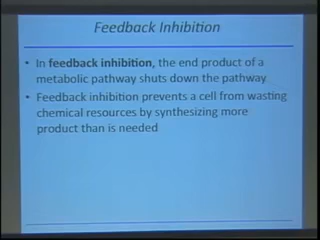 Feedback Inhibition
• In feedback inhibition, the end product of a
metabolic pathway shuts down the pathway
• Feedback inhibition prevents a cell from wasting
chemical resources by synthesizing more
product than is needed